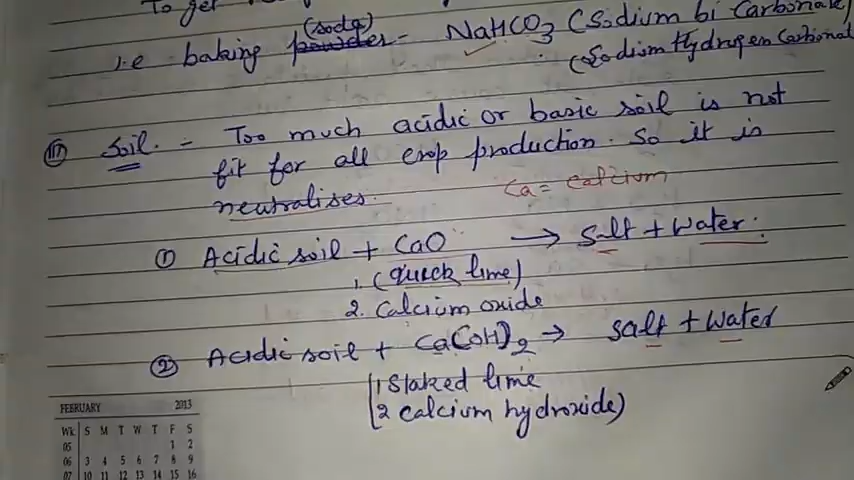 To get
(soda)
i.e baking powder - NaHCO3 (Sodium bi Carbonate)
(Sodium Hydrogen Carbonat
(III) Soil. - Too much acidic or basic soil is not
fit for all crop production. So it is
neutralises.
Ca = calcium
① Acidic soil + CaO → Salt + Water.
1. (quick lime)
2. Calcium oxide
② Acidic soil + Ca(OH)2 → salt + Water
(1 Slaked lime
2 calcium hydroxide)
FEBRUARY 2013
Wk S M T W T F S
05 1 2
06 3 4 5 6 7 8 9
07 10 11 12 13 14 15 16